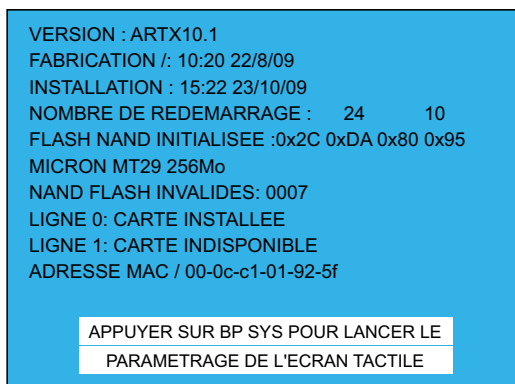 VERSION : ARTX10.1
FABRICATION /: 10:20 22/8/09
INSTALLATION : 15:22 23/10/09
NOMBRE DE REDEMARRAGE : 24 10
FLASH NAND INITIALISEE :0x2C 0xDA 0x80 0x95
MICRON MT29 256Mo
NAND FLASH INVALIDES: 0007
LIGNE 0: CARTE INSTALLEE
LIGNE 1: CARTE INDISPONIBLE
ADRESSE MAC / 00-0c-c1-01-92-5f
APPUYER SUR BP SYS POUR LANCER LE
PARAMETRAGE DE L'ECRAN TACTILE